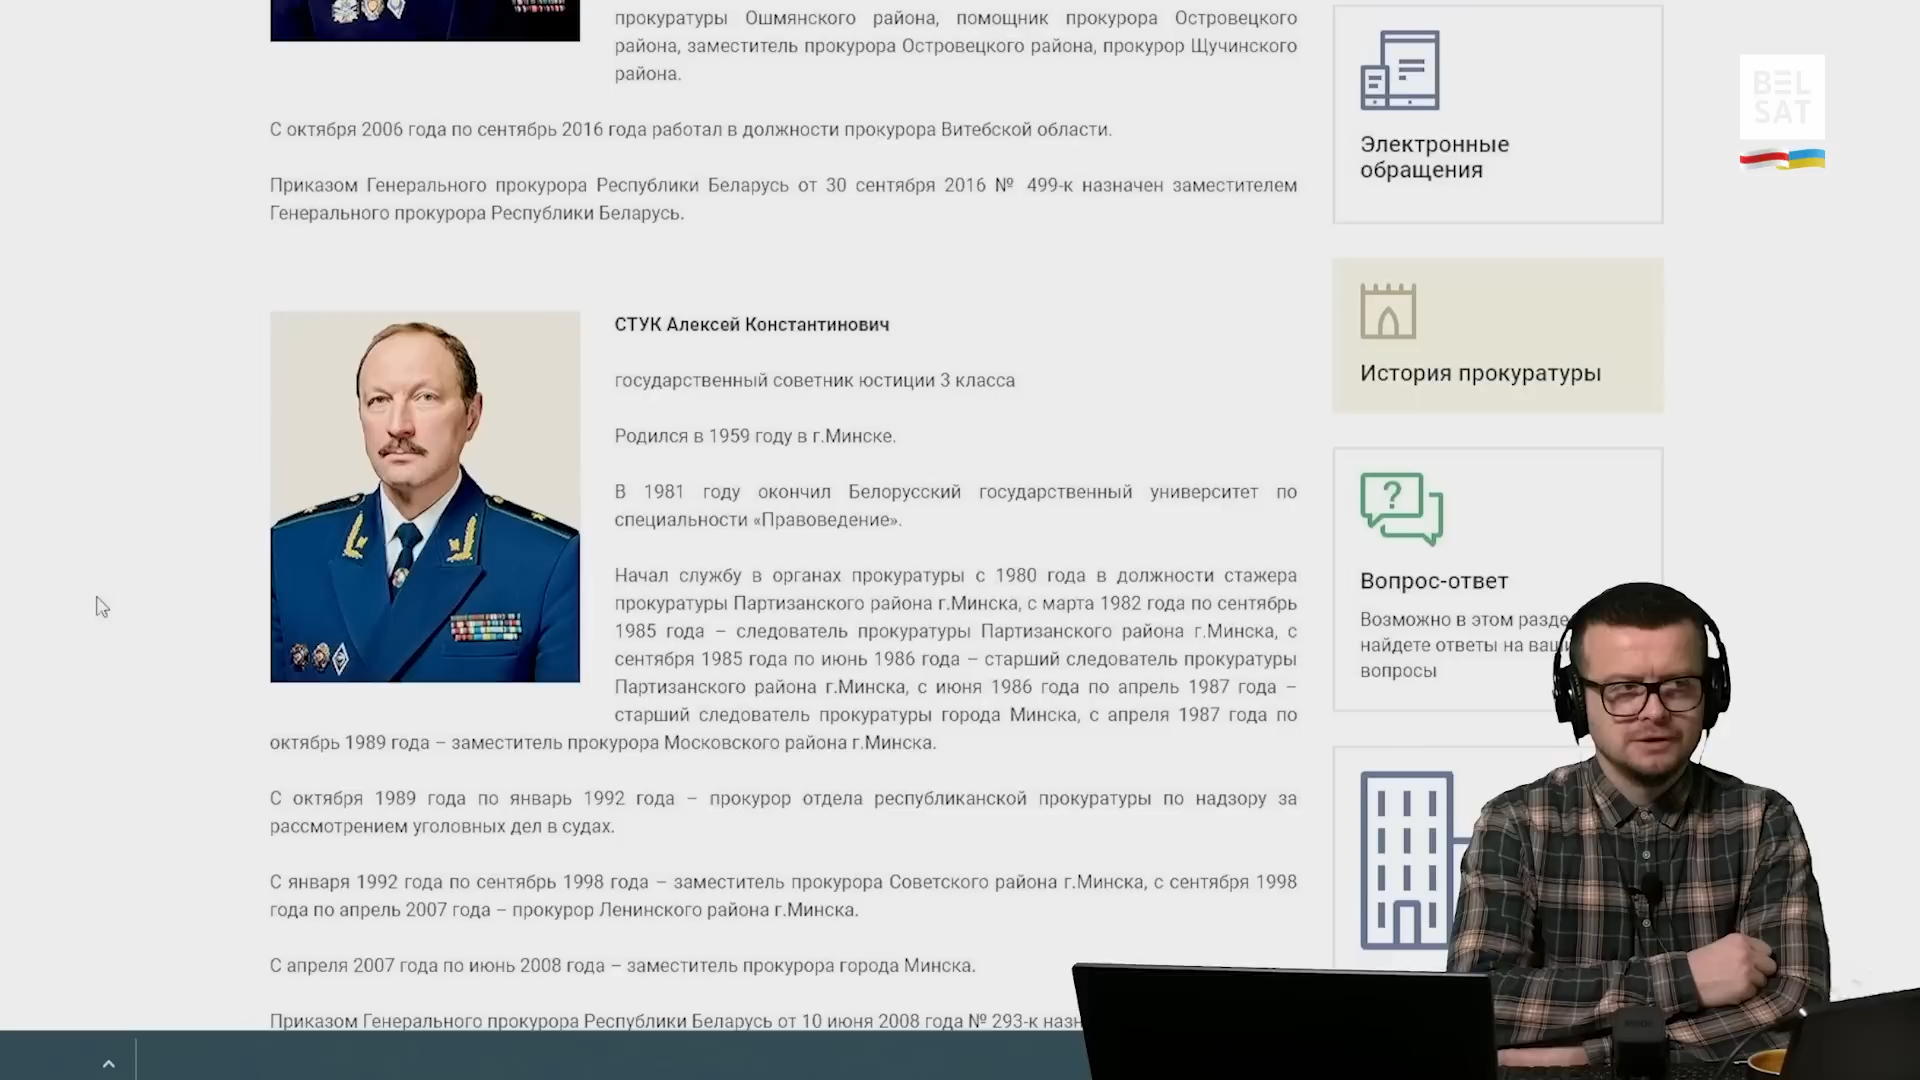 прокуратуры Ошмянского района, помощник прокурора Островецкого
района, заместитель прокурора Островецкого района, прокурор Щучинского
района.
С октября 2006 года по сентябрь 2016 года работал в должности прокурора Витебской области.
Приказом Генерального прокурора Республики Беларусь от 30 сентября 2016 № 499-к назначен заместителем
Генерального прокурора Республики Беларусь.
СТУК Алексей Константинович
государственный советник юстиции 3 класса
Родился в 1959 году в г.Минске.
В 1981 году окончил Белорусский государственный университет по
специальности «Правоведение».
Начал службу в органах прокуратуры с 1980 года в должности стажера
прокуратуры Партизанского района г.Минска, с марта 1982 года по сентябрь
1985 года – следователь прокуратуры Партизанского района г.Минска, с
сентября 1985 года по июнь 1986 года – старший следователь прокуратуры
Партизанского района г.Минска, с июня 1986 года по апрель 1987 года –
старший следователь прокуратуры города Минска, с апреля 1987 года по
октябрь 1989 года – заместитель прокурора Московского района г.Минска.
С октября 1989 года по январь 1992 года – прокурор отдела республиканской прокуратуры по надзору за
рассмотрением уголовных дел в судах.
С января 1992 года по сентябрь 1998 года – заместитель прокурора Советского района г.Минска, с сентября 1998
года по апрель 2007 года – прокурор Ленинского района г.Минска.
С апреля 2007 года по июнь 2008 года – заместитель прокурора города Минска.
Приказом Генерального прокурора Республики Беларусь от 10 июня 2008 года № 293-к
Электронные
обращения
История прокуратуры
Вопрос-ответ
Возможно в этом
найдете ответы на
вопросы
BEL
SAT